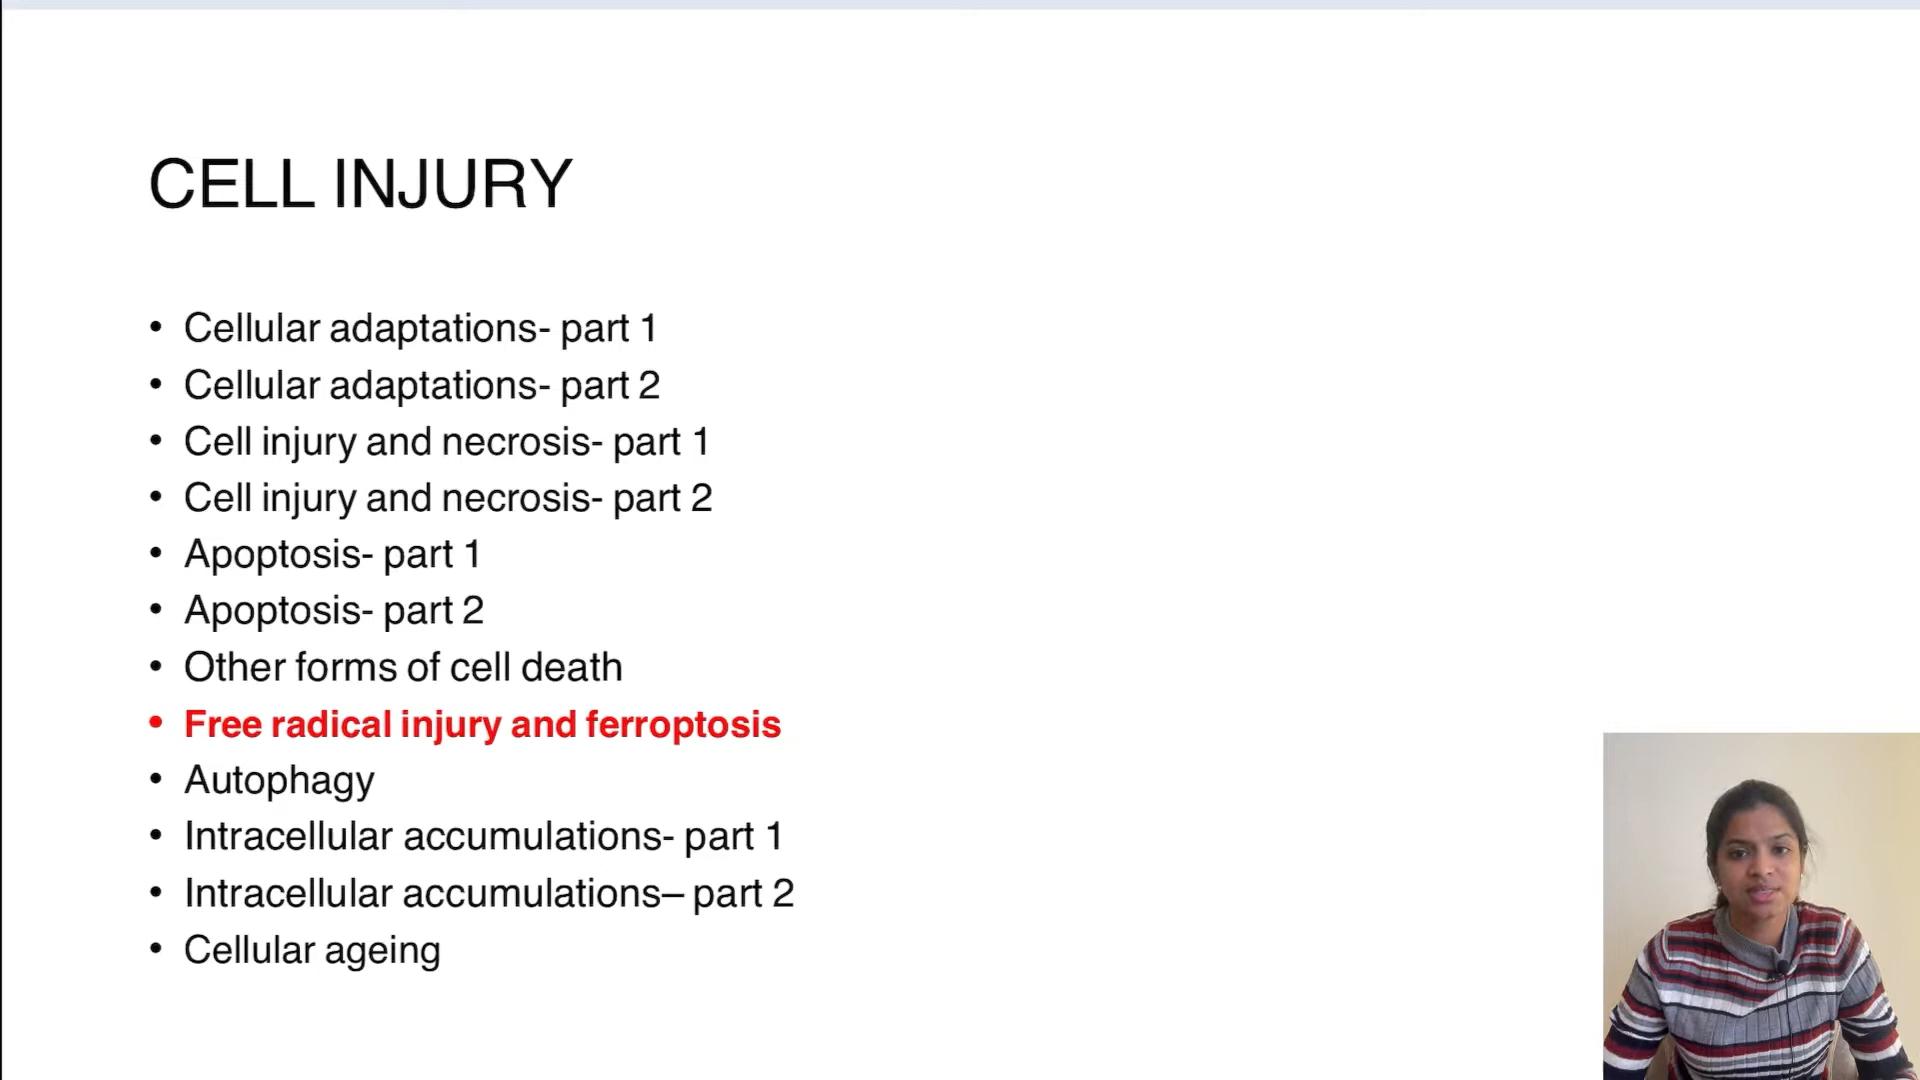 CELL INJURY
• Cellular adaptations- part 1
• Cellular adaptations- part 2
• Cell injury and necrosis- part 1
• Cell injury and necrosis- part 2
• Apoptosis- part 1
• Apoptosis- part 2
• Other forms of cell death
• Free radical injury and ferroptosis
• Autophagy
• Intracellular accumulations- part 1
• Intracellular accumulations– part 2
• Cellular ageing